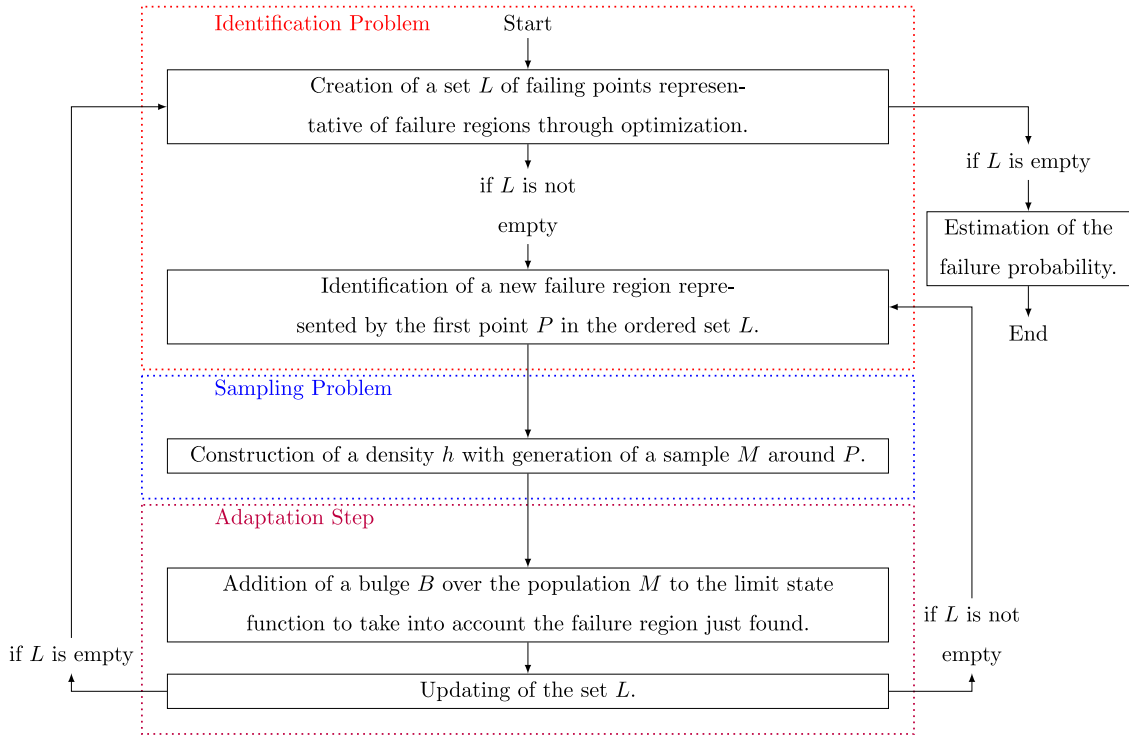 Identification Problem
Start
Creation of a set L of failing points represen-
tative of failure regions through optimization.
if L is not
empty
if L is empty
Estimation of the
failure probability.
End
Identification of a new failure region repre-
sented by the first point P in the ordered set L.
Sampling Problem
Construction of a density h with generation of a sample M around P.
Adaptation Step
Addition of a bulge B over the population M to the limit state
function to take into account the failure region just found.
if L is empty
if L is not
empty
Updating of the set L.